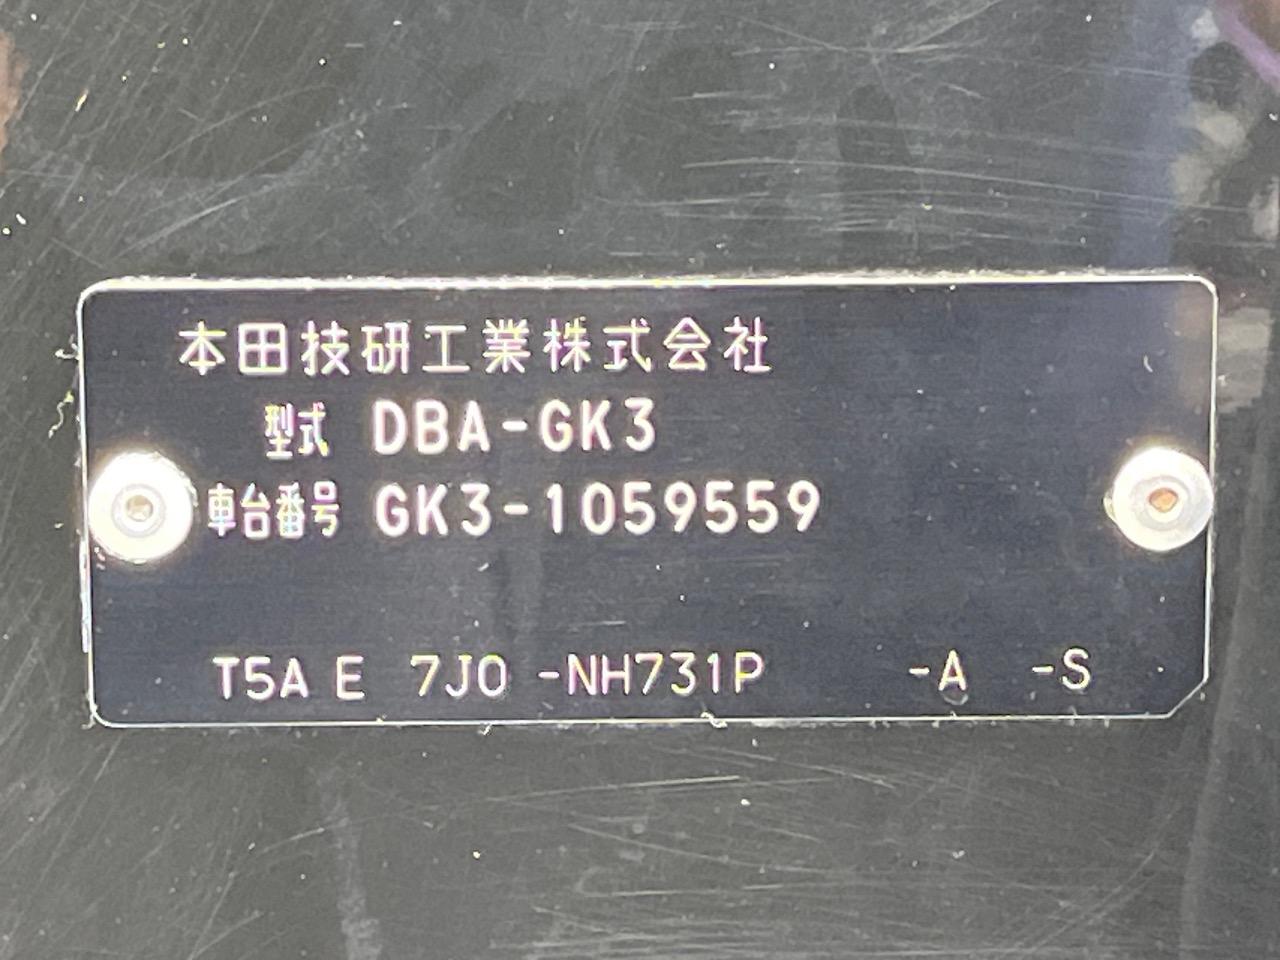 本田技研工業株式会社
型式 DBA-GK3
車台番号 GK3-1059559
T5A E 7J0 -NH731P -A -S